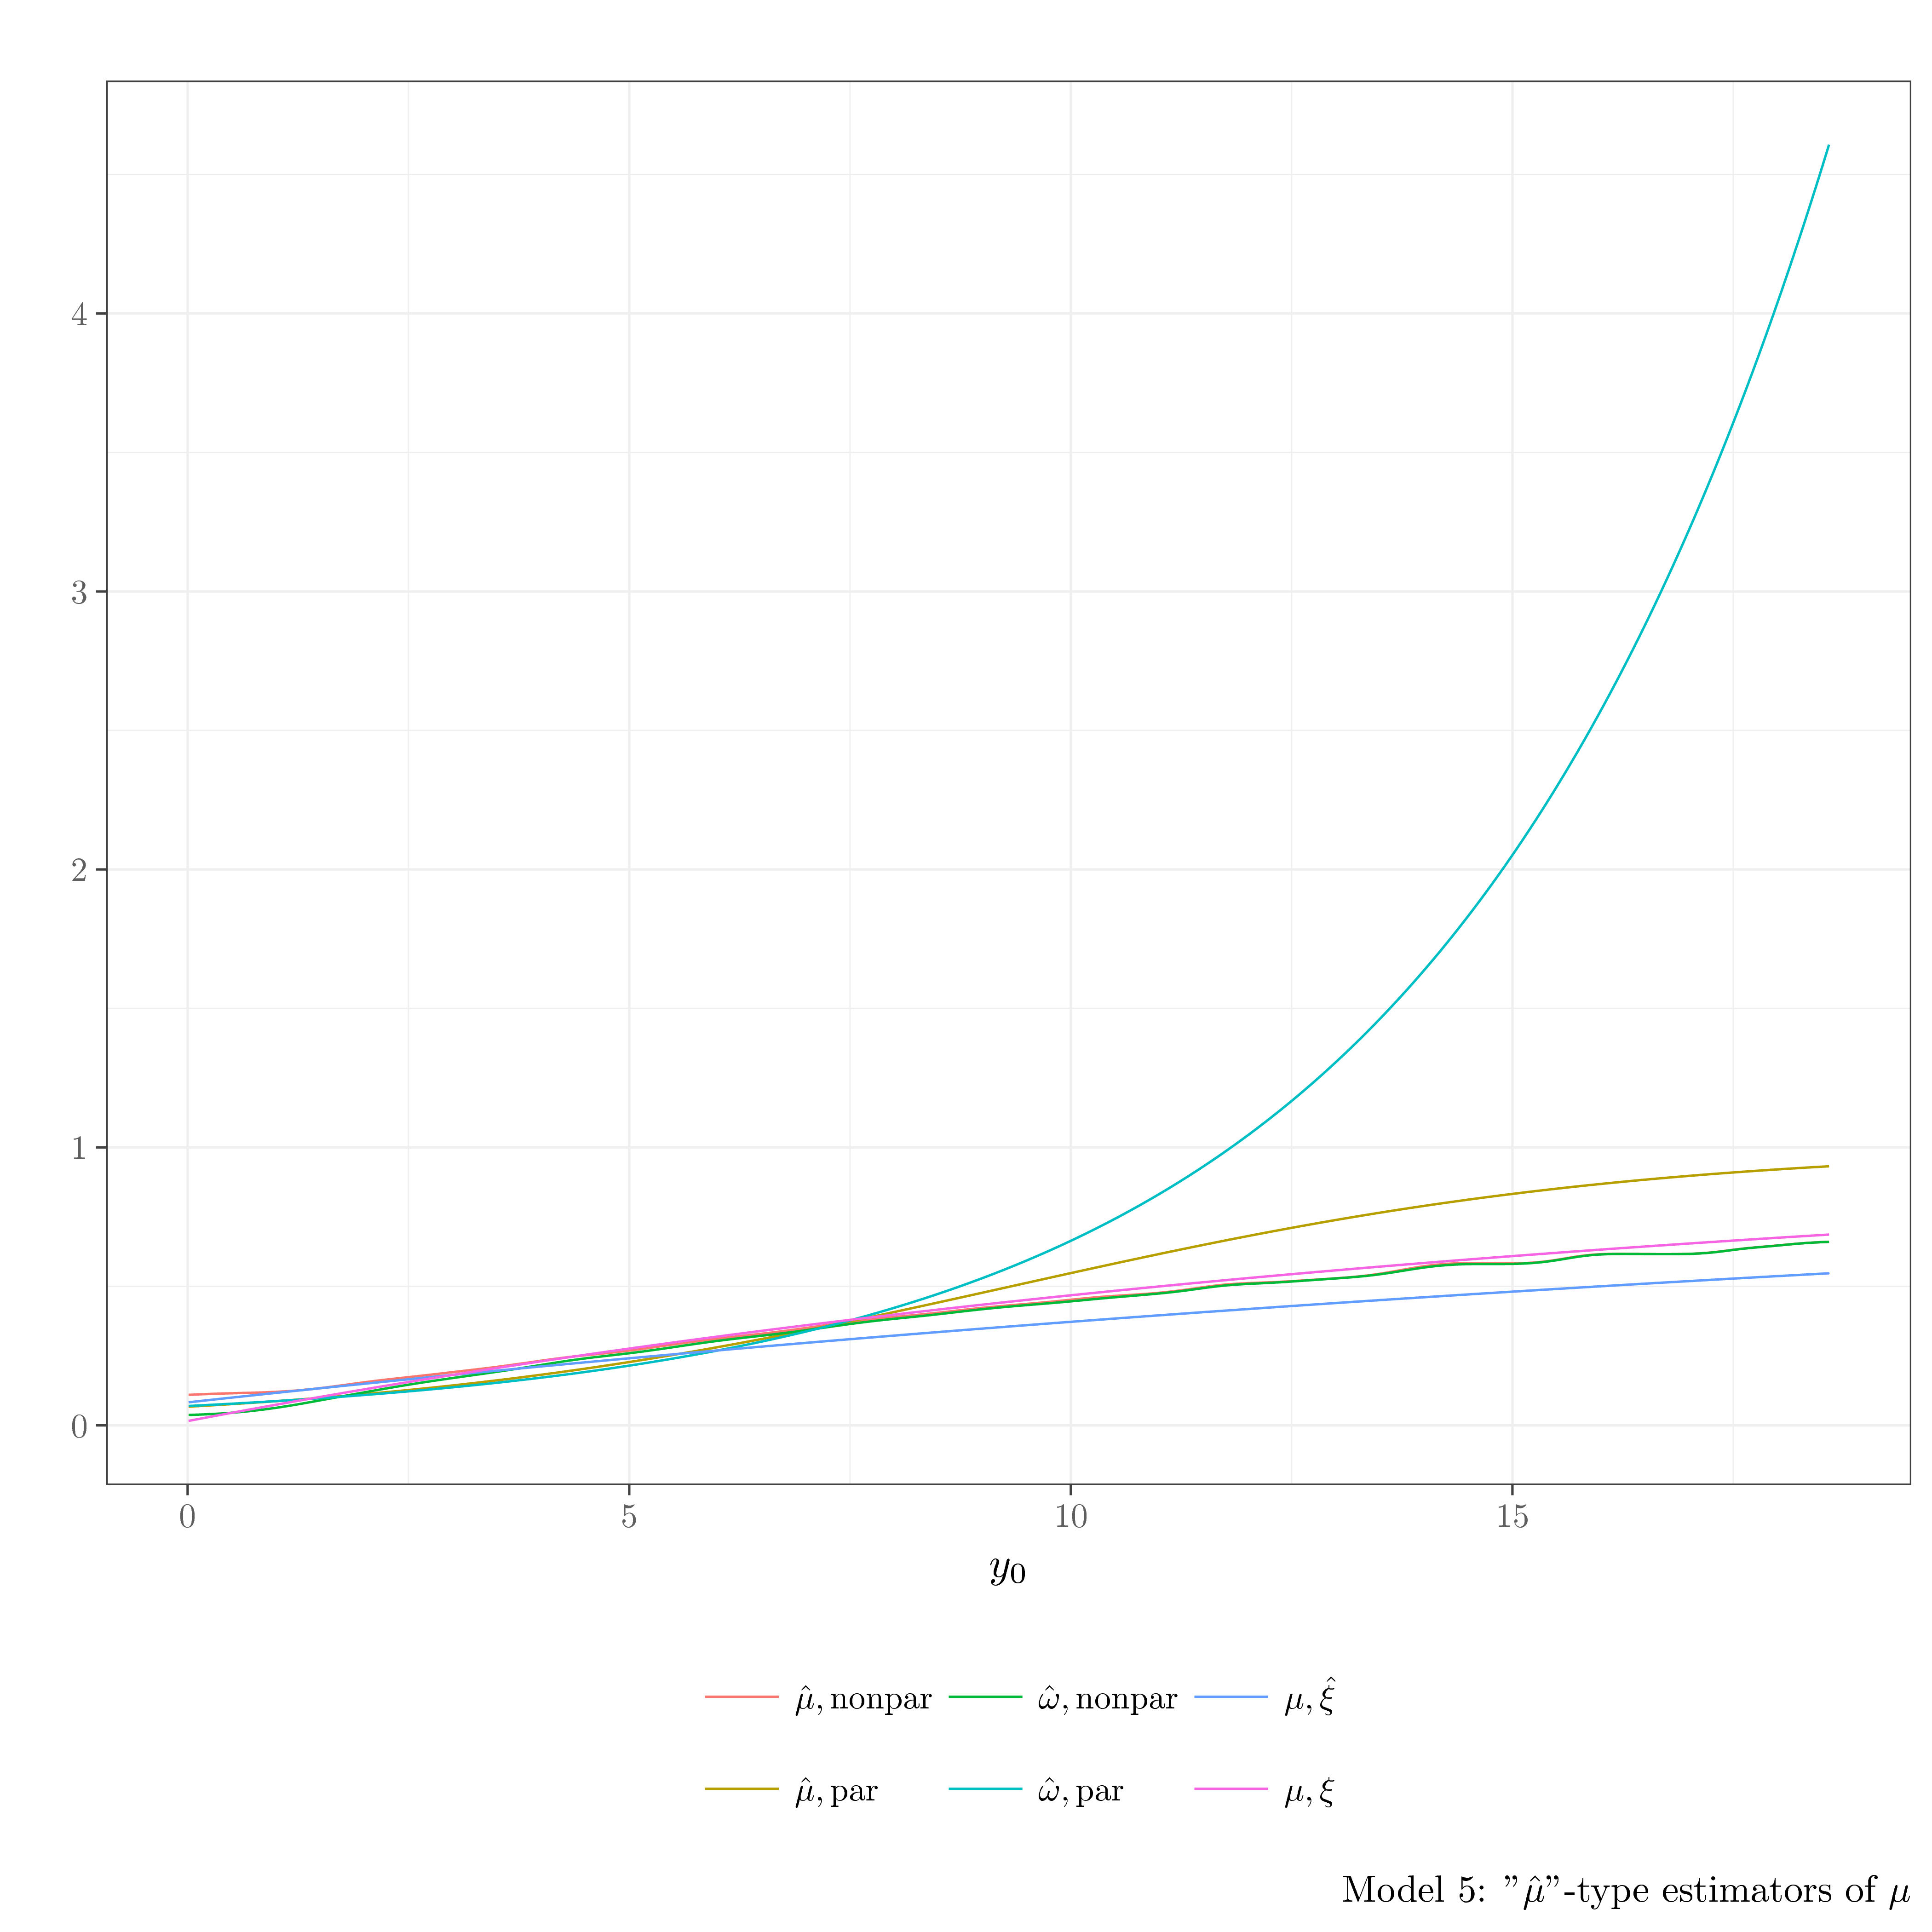 4
3
2
1
0
0 5 10 15
y₀
μ̂, nonpar ω̂, nonpar μ, ξ̂
μ̂, par ω̂, par μ, ξ
Model 5: ”μ̂”-type estimators of μ